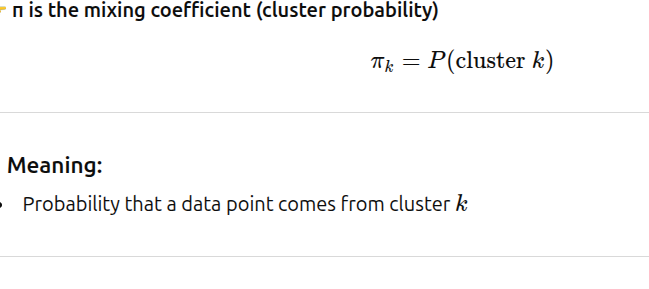 п is the mixing coefficient (cluster probability)
πk = P(cluster k)
Meaning:
• Probability that a data point comes from cluster k